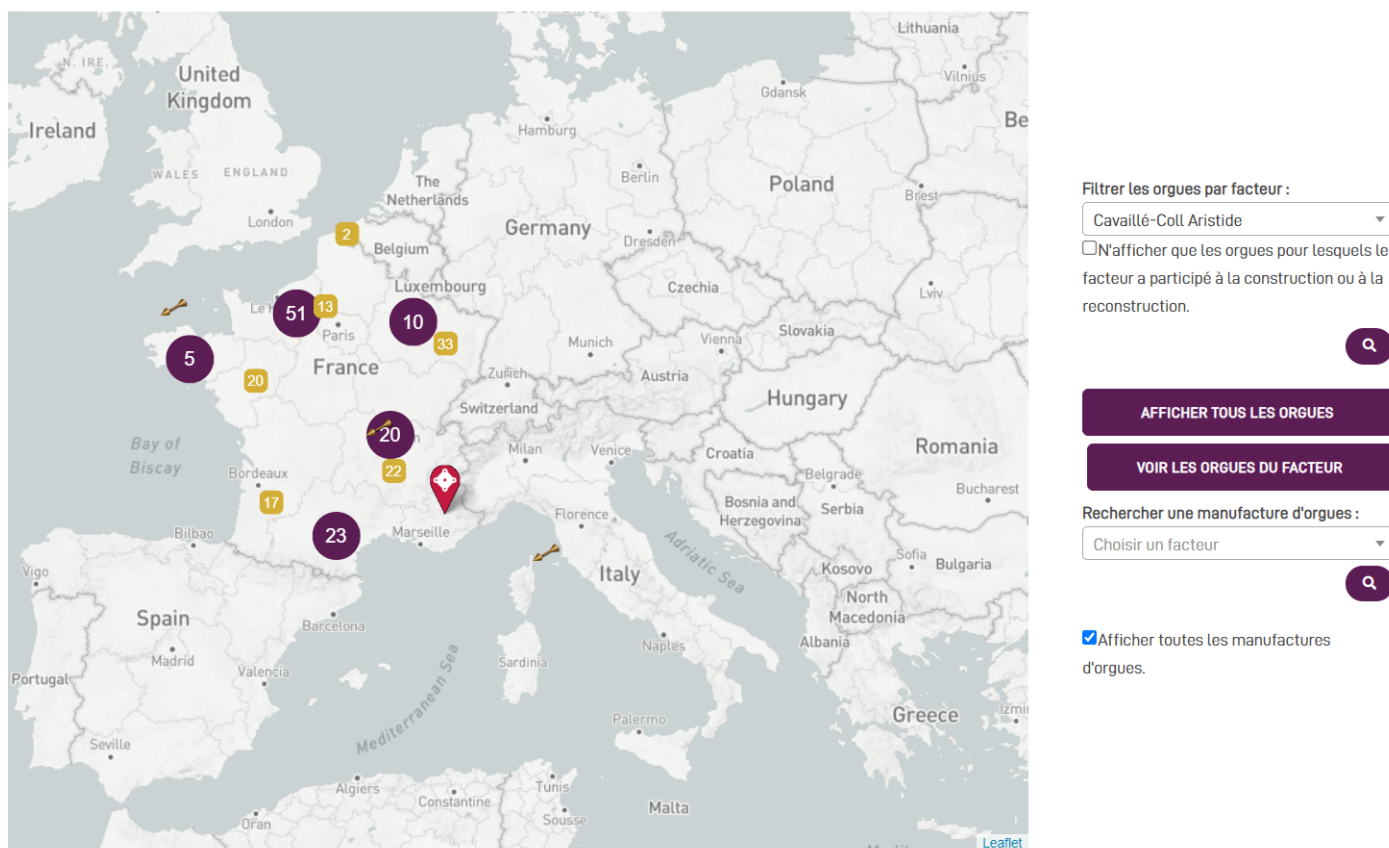 Lithuania
N. IRE.
United
Kingdom
Vilnius
Gdansk
Ireland
Hamburg
Be
WALES
ENGLAND
The
Netherlands
Berlin
Poland
Brest
London
Germany
2
Belgium
Dresden
Luxembourg
Czechia
Lviv
Le H
51
13
10
Paris
33
Slovakia
5
France
Munich
Vienna
20
Zurich
Austria
Switzerland
Hungary
20
Bay of
Biscay
Milan
Venice
Croatia
Romania
Bordeaux
22
Belgrade
Bucharest
17
Bosnia and
Herzegovina
Serbia
23
Marseille
Florence
Bilbao
Adriatic Sea
Sofia
Bulgaria
Vigo
Italy
Kosovo
North
Macedonia
Spain
Barcelona
Albania
Madrid
Naples
Sardinia
Valencia
Portugal
Mediterranean Sea
Greece
Izmi
Palermo
Seville
Algiers
Tunis
Constantine
Malta
Sousse
Oran
Leaflet
Filtrer les orgues par facteur :
Cavaillé-Coll Aristide
N'afficher que les orgues pour lesquels le
facteur a participé à la construction ou à la
reconstruction.
AFFICHER TOUS LES ORGUES
VOIR LES ORGUES DU FACTEUR
Rechercher une manufacture d'orgues :
Choisir un facteur
Afficher toutes les manufactures
d'orgues.